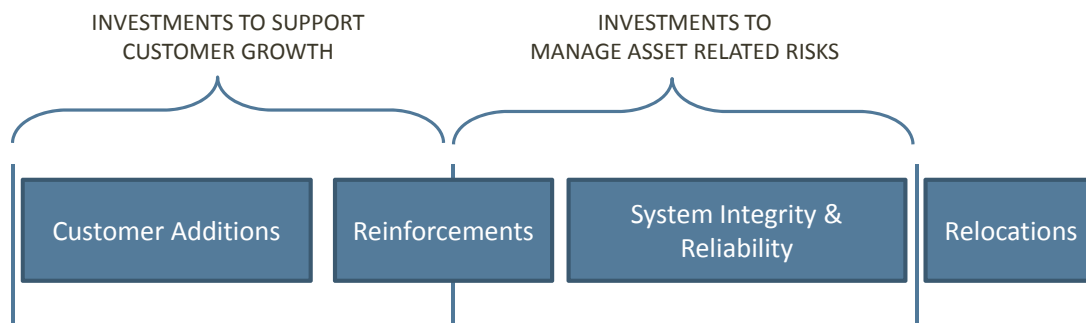 INVESTMENTS TO SUPPORT
CUSTOMER GROWTH
INVESTMENTS TO
MANAGE ASSET RELATED RISKS
Customer Additions
Reinforcements
System Integrity &
Reliability
Relocations